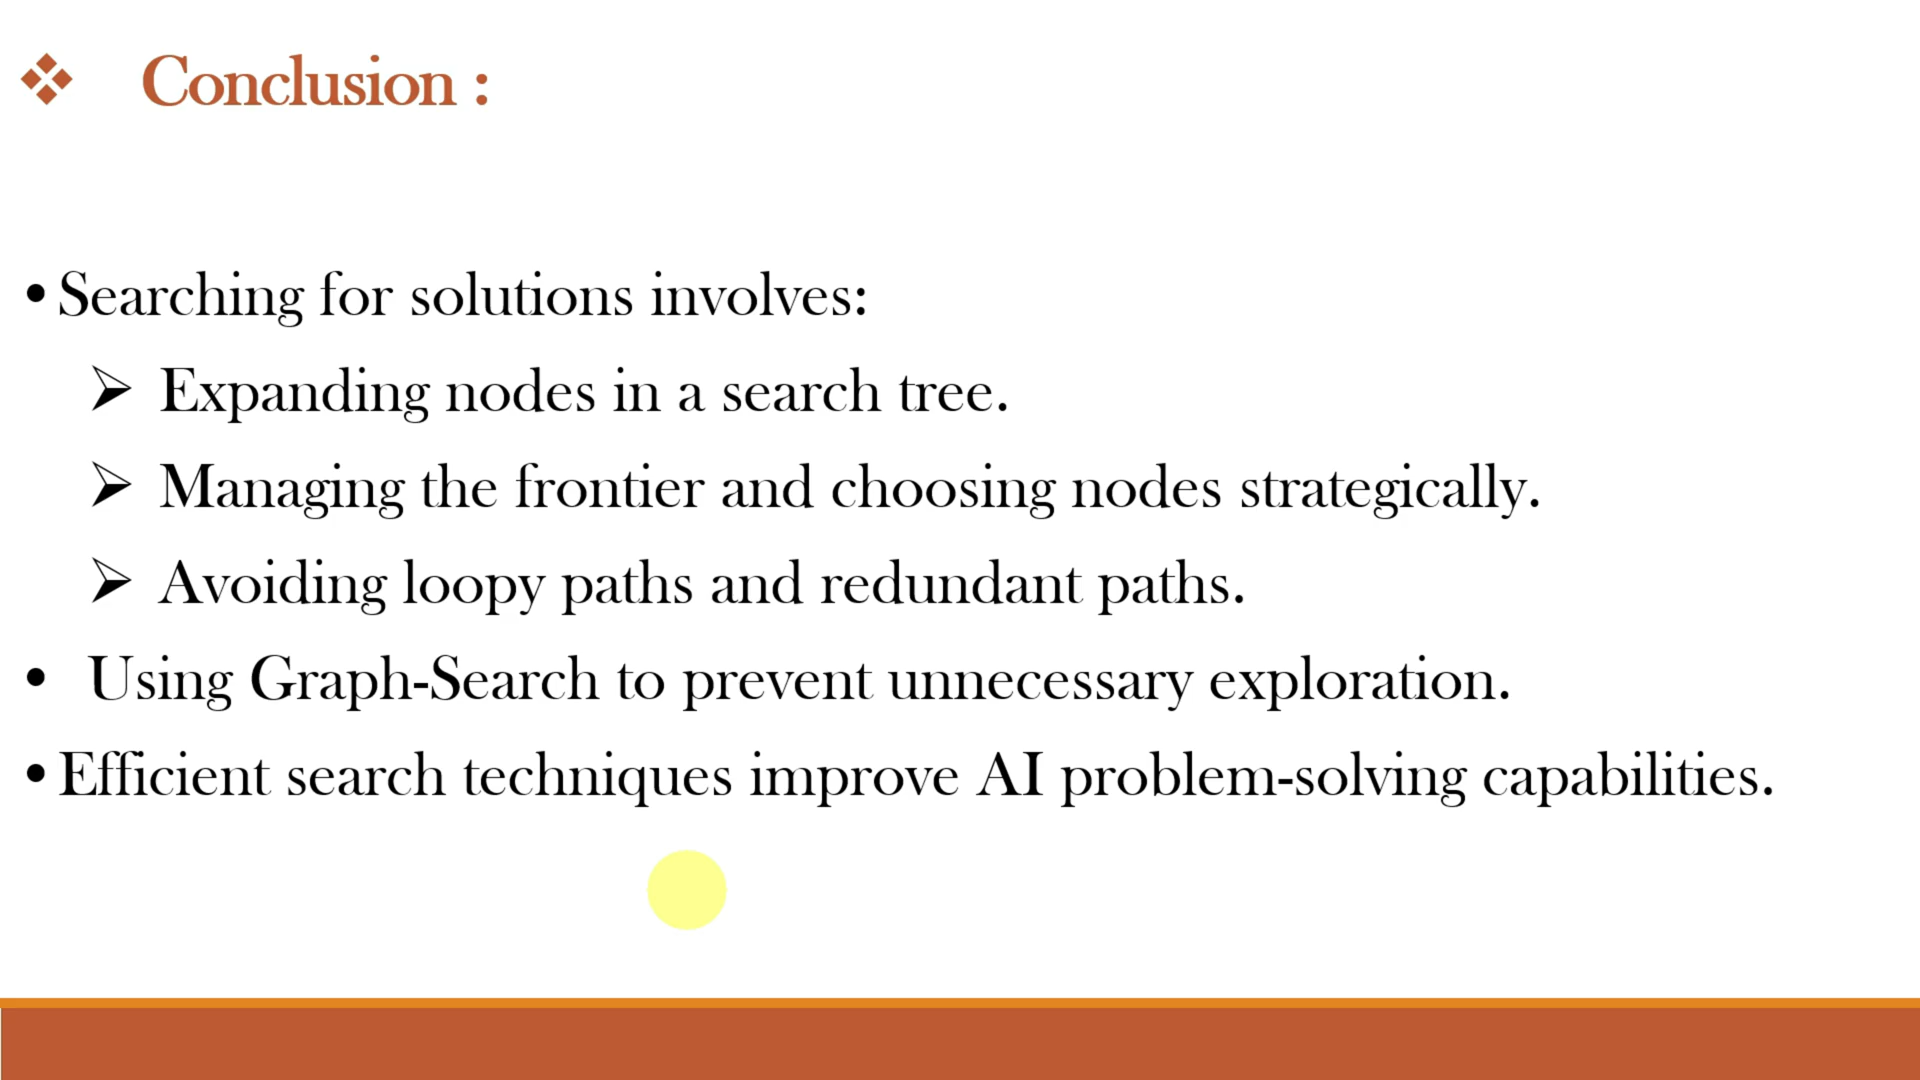 Conclusion :
• Searching for solutions involves:
➢ Expanding nodes in a search tree.
➢ Managing the frontier and choosing nodes strategically.
➢ Avoiding loopy paths and redundant paths.
• Using Graph-Search to prevent unnecessary exploration.
• Efficient search techniques improve AI problem-solving capabilities.